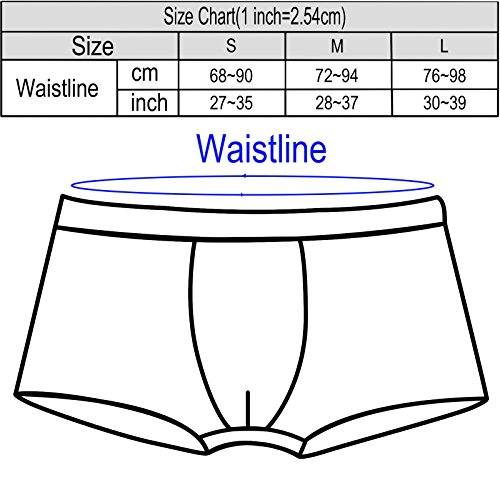 Size Chart(1 inch=2.54cm)
Size S M L
Waistline cm 68~90 72~94 76~98
inch 27~35 28~37 30~39
Waistline